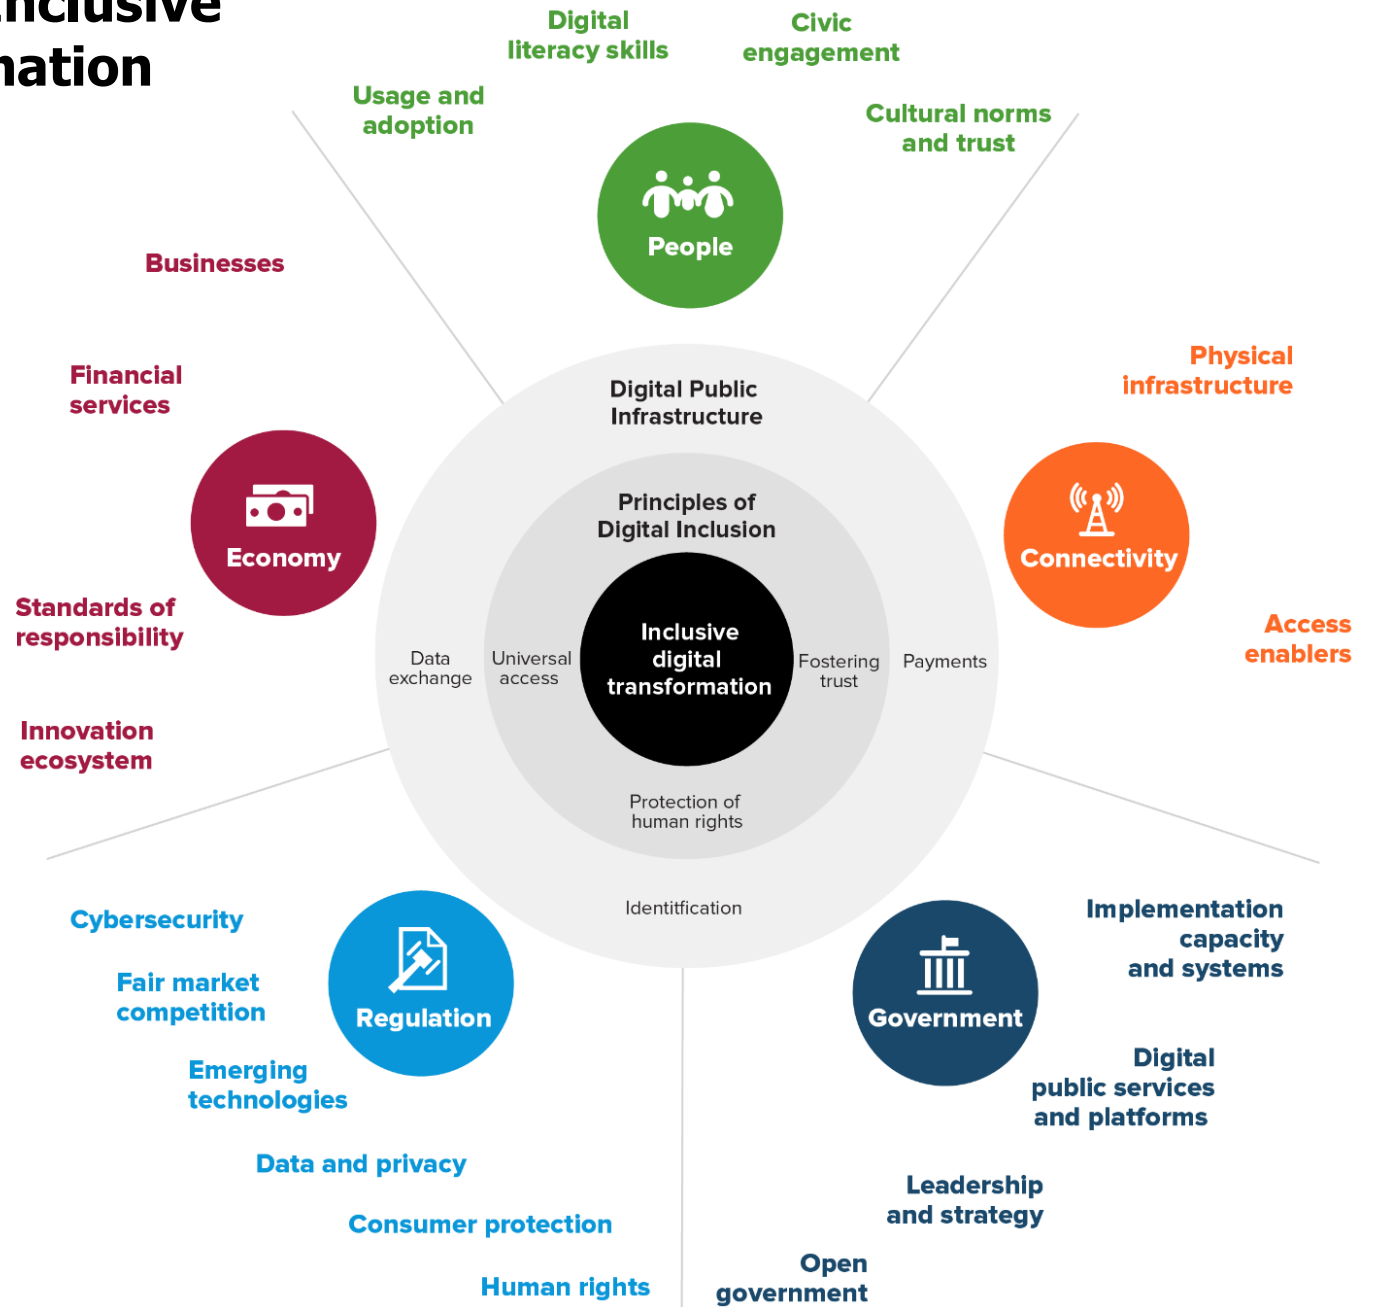 nclusive
nation
Digital
literacy skills
Civic
engagement
Usage and
adoption
Cultural norms
and trust
People
Businesses
Financial
services
Economy
Standards of
responsibility
Innovation
ecosystem
Physical
infrastructure
Connectivity
Access
enablers
Digital Public
Infrastructure
Principles of
Digital Inclusion
Inclusive
digital
transformation
Data
exchange
Universal
access
Fostering
trust
Payments
Protection of
human rights
Identitfication
Cybersecurity
Fair market
competition
Emerging
technologies
Data and privacy
Consumer protection
Human rights
Regulation
Government
Implementation
capacity
and systems
Digital
public services
and platforms
Leadership
and strategy
Open
government